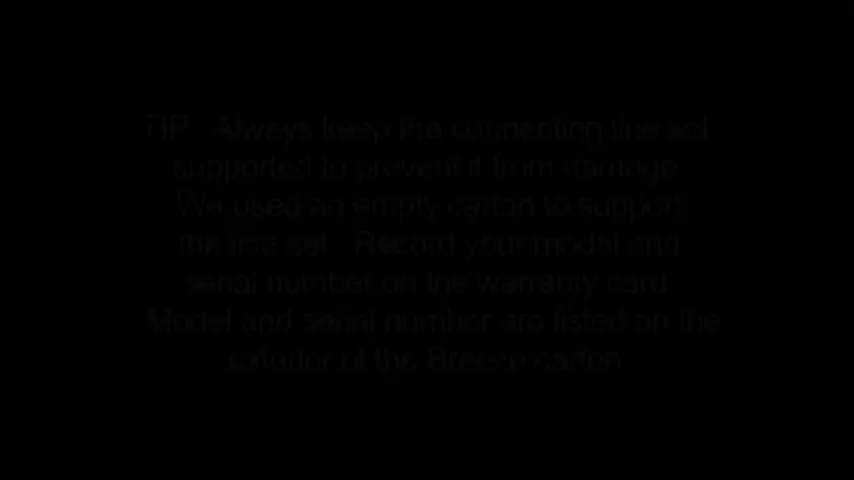 TIP: Always keep the connecting line set
supported to prevent it from damage.
We used an empty carton to support
the line set. Record your model and
serial number on the warranty card.
Model and serial number are listed on the
exterior of the Breeze carton.